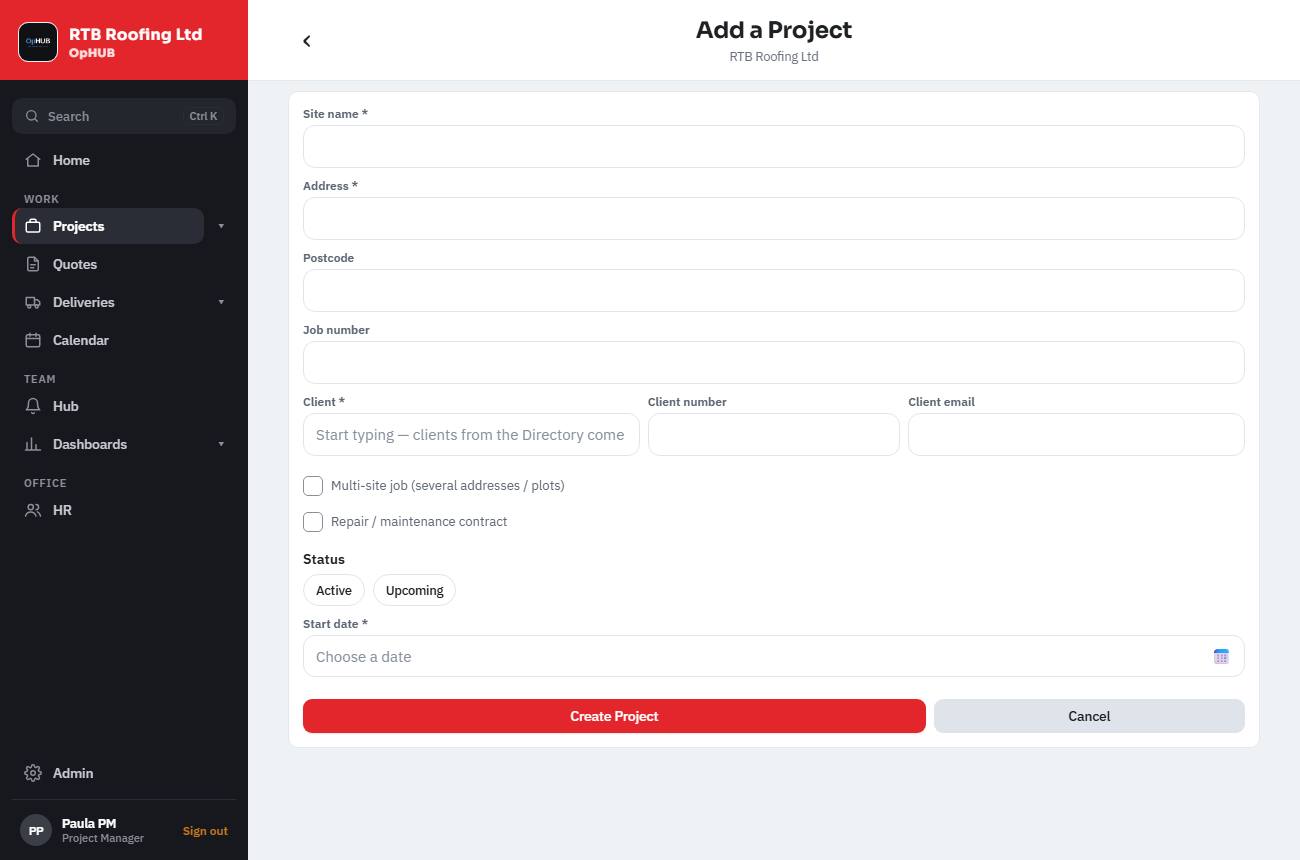 OpHUB
RTB Roofing Ltd
OpHUB
Search
Ctrl K
Home
WORK
Projects
Quotes
Deliveries
Calendar
TEAM
Hub
Dashboards
OFFICE
HR
Admin
PP
Paula PM
Project Manager
Sign out
Add a Project
RTB Roofing Ltd
Site name *
Address *
Postcode
Job number
Client *
Client number
Client email
Start typing — clients from the Directory come
Multi-site job (several addresses / plots)
Repair / maintenance contract
Status
Active
Upcoming
Start date *
Choose a date
Create Project
Cancel